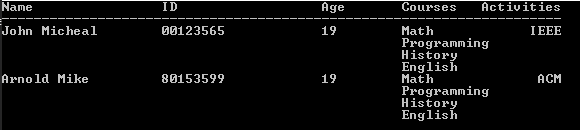 Name ID Age Courses Activities
John Micheal 00123565 19 Math IEEE
Programming
History
English
Arnold Mike 80153599 19 Math ACM
Programming
History
English